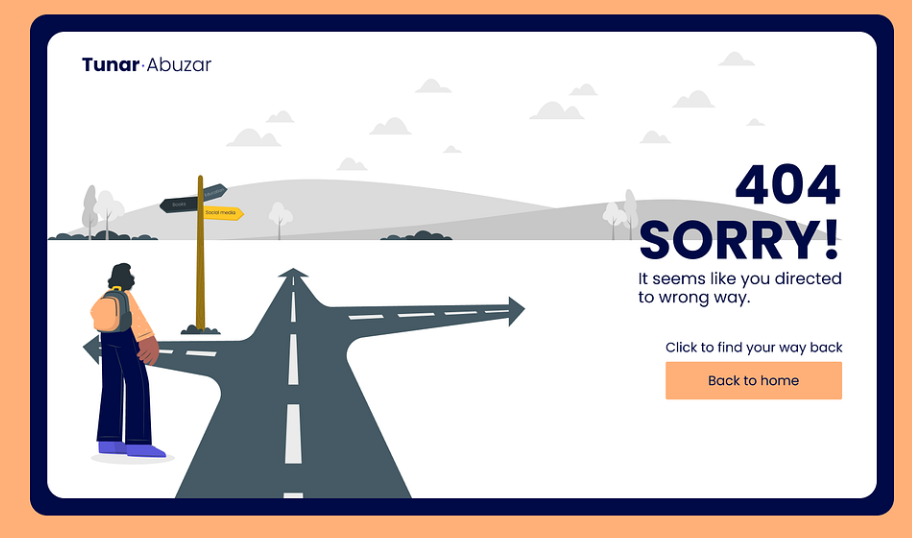 Tunar·Abuzar
Books
Social media
404
SORRY!
It seems like you directed
to wrong way.
Click to find your way back
Back to home